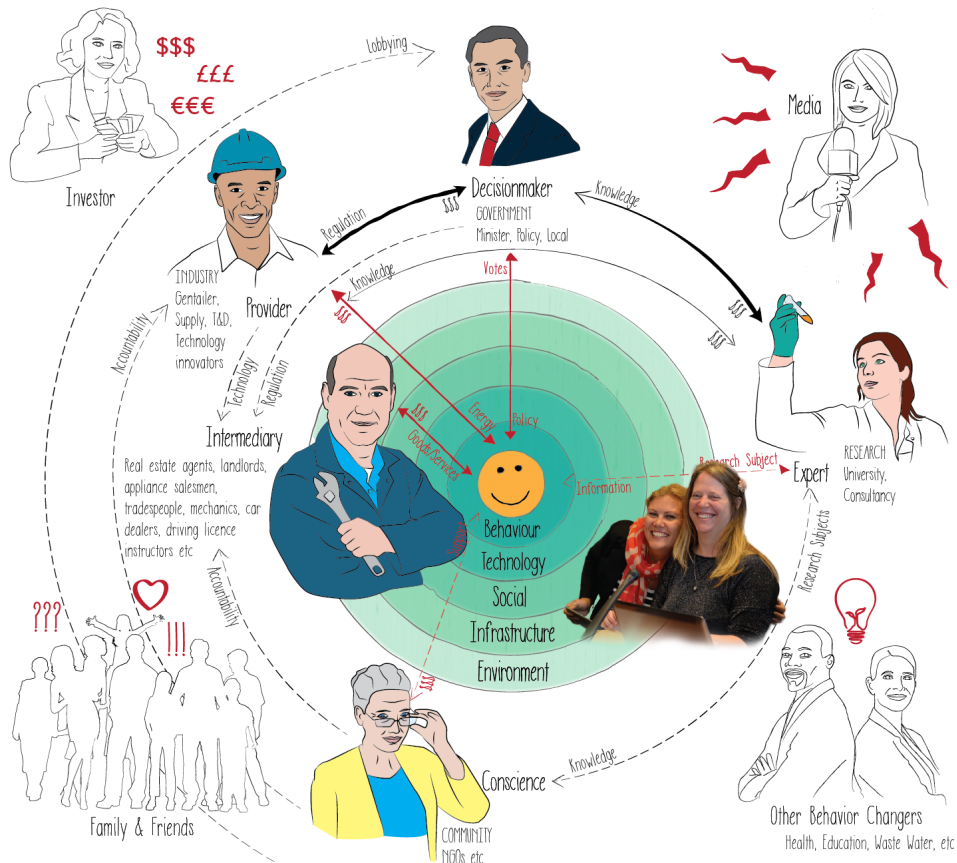 $$$
£££
€€€
Investor
Lobbying
Media
Decisionmaker
GOVERNMENT
Minister, Policy, Local
Regulation
$$$
Knowledge
$$$
INDUSTRY
Gentailer,
Supply, T&D,
Technology
innovators
Provider
Knowledge
$$$
Votes
$$$
Accountability
Technology
Regulation
Intermediary
Real estate agents, landlords,
appliance salesmen,
tradespeople, mechanics, car
dealers, driving licence
instructors etc
$$$
Goods/Services
Energy
Policy
Research Subject
Information
Expert
RESEARCH
University,
Consultancy
Behaviour
Technology
Social
Infrastructure
Environment
$$$
Research Subjects
Accountability
???
!!!
Family & Friends
Conscience
COMMUNITY
NGOs etc
Knowledge
Other Behavior Changers
Health, Education, Waste Water, etc